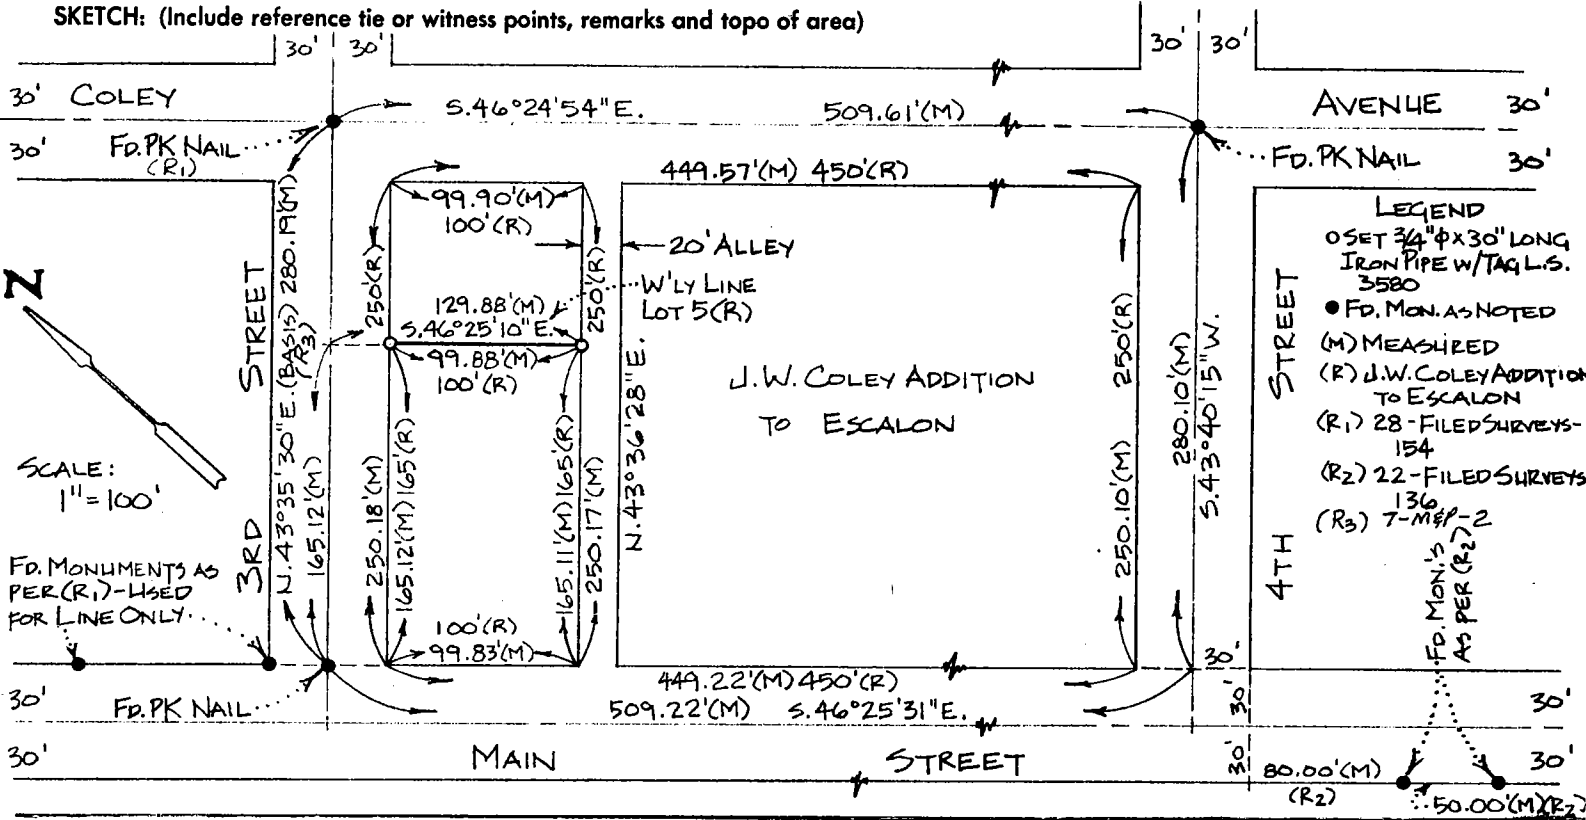 SKETCH: (Include reference tie or witness points, remarks and topo of area)
30' 30' 30' 30'
30' COLEY S.46°24'54"E. 509.61'(M) AVENUE 30'
30' FD. PK NAIL
(R1)
FD. PK NAIL 30'
449.57'(M) 450'(R)
99.90'(M)
100'(R)
20' ALLEY
W'LY LINE
LOT 5(R)
129.88'(M)
S.46°25'10"E.
99.88'(M)
100'(R)
250'(R)
250'(R)
N
SCALE:
1"=100'
3RD STREET
N.43°35'30"E.(BASIS) 280.19'(M)
(R3)
165.12'(M)
250.18'(M)
165.12'(M) 165'(R)
165.11'(M) 165'(R)
250.17'(M)
N.43°36'28"E.
J.W. COLEY ADDITION
TO ESCALON
250'(R)
250.10'(M)
280.10'(M)
S.43°40'15"W.
4TH STREET
LEGEND
O SET 3/4"φ X 30" LONG
IRON PIPE W/TAG L.S.
3580
● FD. MON. AS NOTED
(M) MEASURED
(R) J.W. COLEY ADDITION
TO ESCALON
(R1) 28-FILED SURVEYS-
154
(R2) 22-FILED SURVEYS
136
(R3) 7-M&P-2
FD. MON.'S
AS PER (R2)
FD. MONUMENTS AS
PER (R1)-USED
FOR LINE ONLY.
100'(R)
99.83'(M)
30' FD. PK NAIL
449.22'(M) 450'(R)
509.22'(M) S.46°25'31"E.
30'
30'
30'
30'
30' MAIN STREET 30'
80.00'(M)
(R2)
50.00'(M)(R2)